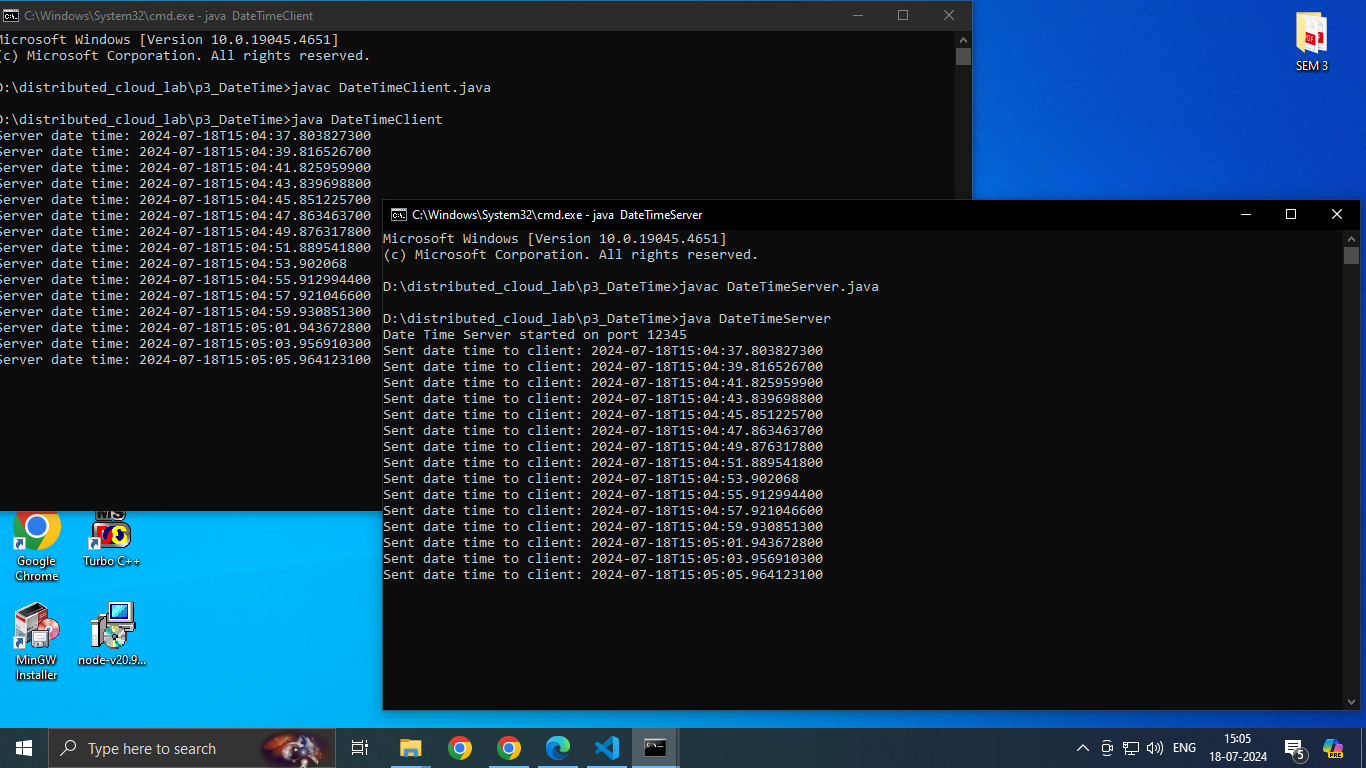 C:\Windows\System32\cmd.exe - java DateTimeClient
Microsoft Windows [Version 10.0.19045.4651]
(c) Microsoft Corporation. All rights reserved.
D:\distributed_cloud_lab\p3_DateTime>javac DateTimeClient.java
D:\distributed_cloud_lab\p3_DateTime>java DateTimeClient
Server date time: 2024-07-18T15:04:37.803827300
Server date time: 2024-07-18T15:04:39.816526700
Server date time: 2024-07-18T15:04:41.825959900
Server date time: 2024-07-18T15:04:43.839698800
Server date time: 2024-07-18T15:04:45.851225700
Server date time: 2024-07-18T15:04:47.863463700
Server date time: 2024-07-18T15:04:49.876317800
Server date time: 2024-07-18T15:04:51.889541800
Server date time: 2024-07-18T15:04:53.902068
Server date time: 2024-07-18T15:04:55.912994400
Server date time: 2024-07-18T15:04:57.921046600
Server date time: 2024-07-18T15:04:59.930851300
Server date time: 2024-07-18T15:05:01.943672800
Server date time: 2024-07-18T15:05:03.956910300
Server date time: 2024-07-18T15:05:05.964123100
SEM 3
C:\Windows\System32\cmd.exe - java DateTimeServer
Microsoft Windows [Version 10.0.19045.4651]
(c) Microsoft Corporation. All rights reserved.
D:\distributed_cloud_lab\p3_DateTime>javac DateTimeServer.java
D:\distributed_cloud_lab\p3_DateTime>java DateTimeServer
Date Time Server started on port 12345
Sent date time to client: 2024-07-18T15:04:37.803827300
Sent date time to client: 2024-07-18T15:04:39.816526700
Sent date time to client: 2024-07-18T15:04:41.825959900
Sent date time to client: 2024-07-18T15:04:43.839698800
Sent date time to client: 2024-07-18T15:04:45.851225700
Sent date time to client: 2024-07-18T15:04:47.863463700
Sent date time to client: 2024-07-18T15:04:49.876317800
Sent date time to client: 2024-07-18T15:04:51.889541800
Sent date time to client: 2024-07-18T15:04:53.902068
Sent date time to client: 2024-07-18T15:04:55.912994400
Sent date time to client: 2024-07-18T15:04:57.921046600
Sent date time to client: 2024-07-18T15:04:59.930851300
Sent date time to client: 2024-07-18T15:05:01.943672800
Sent date time to client: 2024-07-18T15:05:03.956910300
Sent date time to client: 2024-07-18T15:05:05.964123100
Google
Chrome
Turbo C++
MinGW
Installer
node-v20.9...
Type here to search
ENG
15:05
18-07-2024
5
PRE